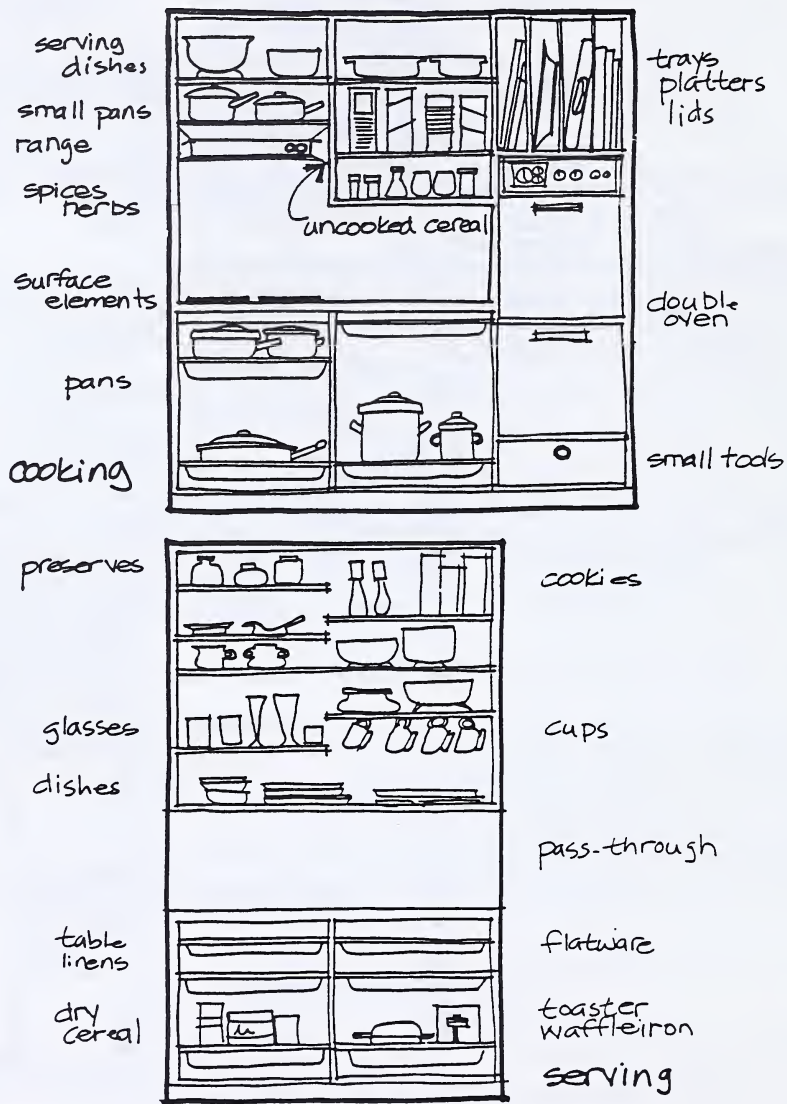 serving
dishes
trays
platters
lids
small pans
range
spices
herbs
uncooked cereal
surface
elements
double
oven
pans
cooking
small tools
preserves
cookies
glasses
cups
dishes
pass-through
table
linens
flatware
dry
cereal
toaster
waffleiron
serving